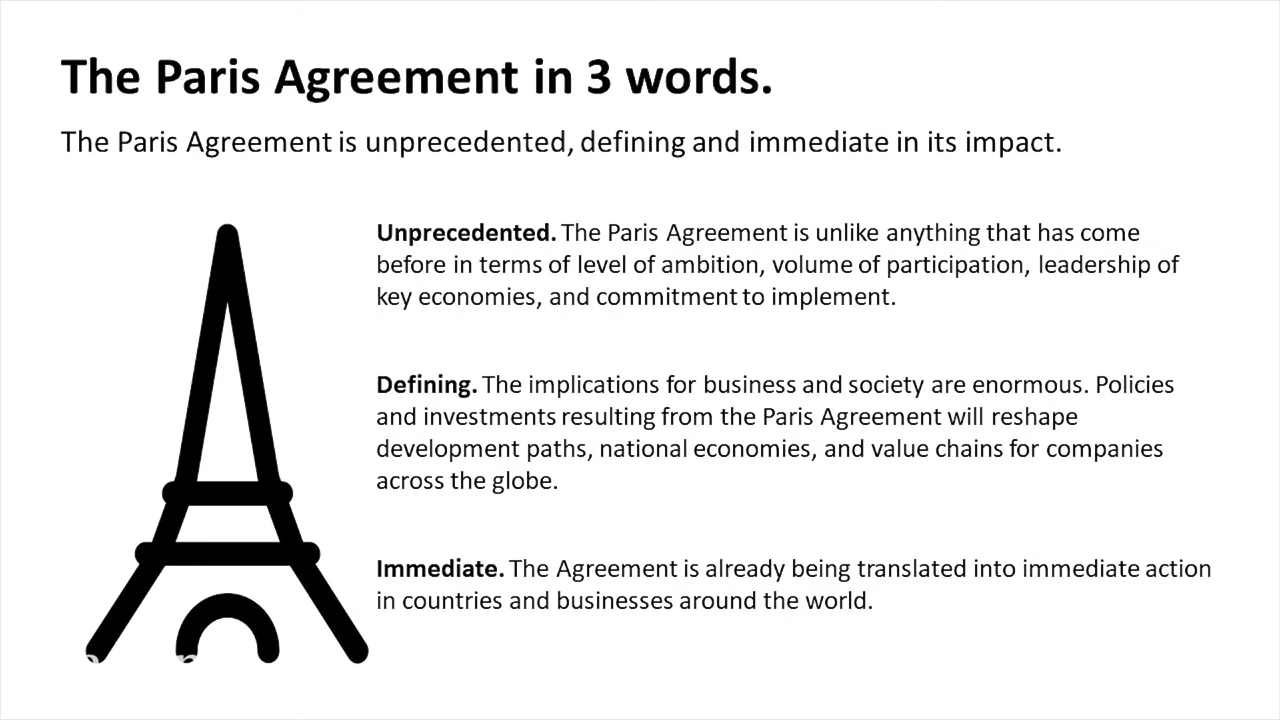 The Paris Agreement in 3 words.
The Paris Agreement is unprecedented, defining and immediate in its impact.
Unprecedented. The Paris Agreement is unlike anything that has come
before in terms of level of ambition, volume of participation, leadership of
key economies, and commitment to implement.
Defining. The implications for business and society are enormous. Policies
and investments resulting from the Paris Agreement will reshape
development paths, national economies, and value chains for companies
across the globe.
Immediate. The Agreement is already being translated into immediate action
in countries and businesses around the world.